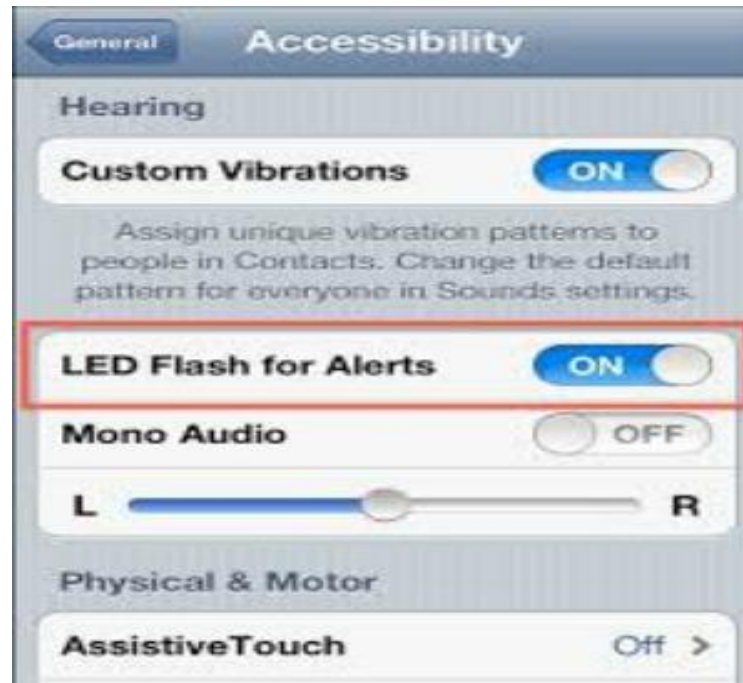 General Accessibility
Hearing
Custom Vibrations ON
Assign unique vibration patterns to
people in Contacts. Change the default
pattern for everyone in Sounds settings.
LED Flash for Alerts ON
Mono Audio OFF
L R
Physical & Motor
AssistiveTouch Off >